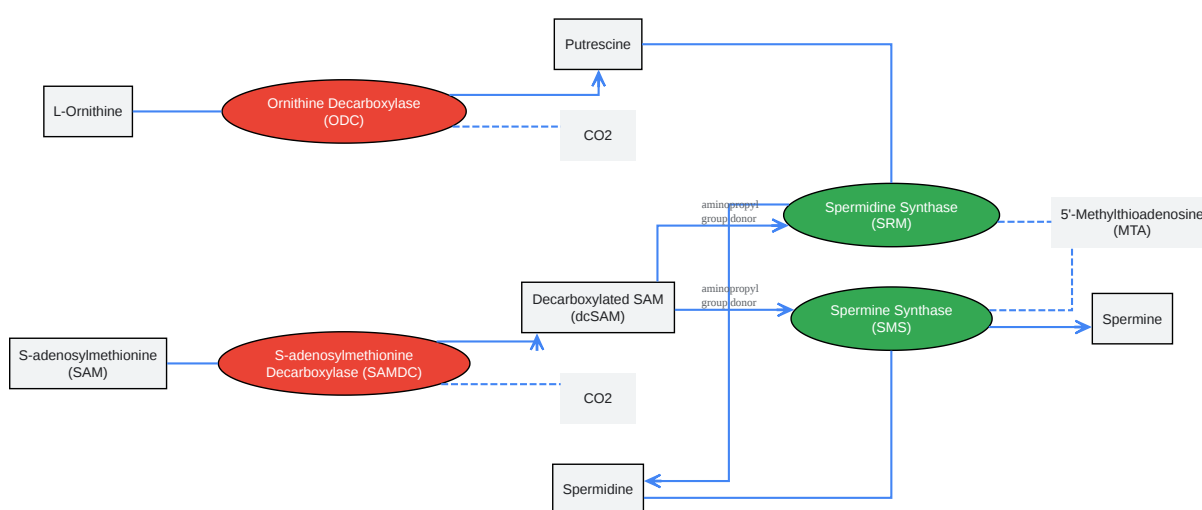 Putrescine
L-Ornithine
Ornithine Decarboxylase
(ODC)
CO2
aminopropyl
group donor
Spermidine Synthase
(SRM)
5'-Methylthioadenosine
(MTA)
Decarboxylated SAM
(dcSAM)
aminopropyl
group donor
Spermine Synthase
(SMS)
Spermine
S-adenosylmethionine
(SAM)
S-adenosylmethionine
Decarboxylase (SAMDC)
CO2
Spermidine